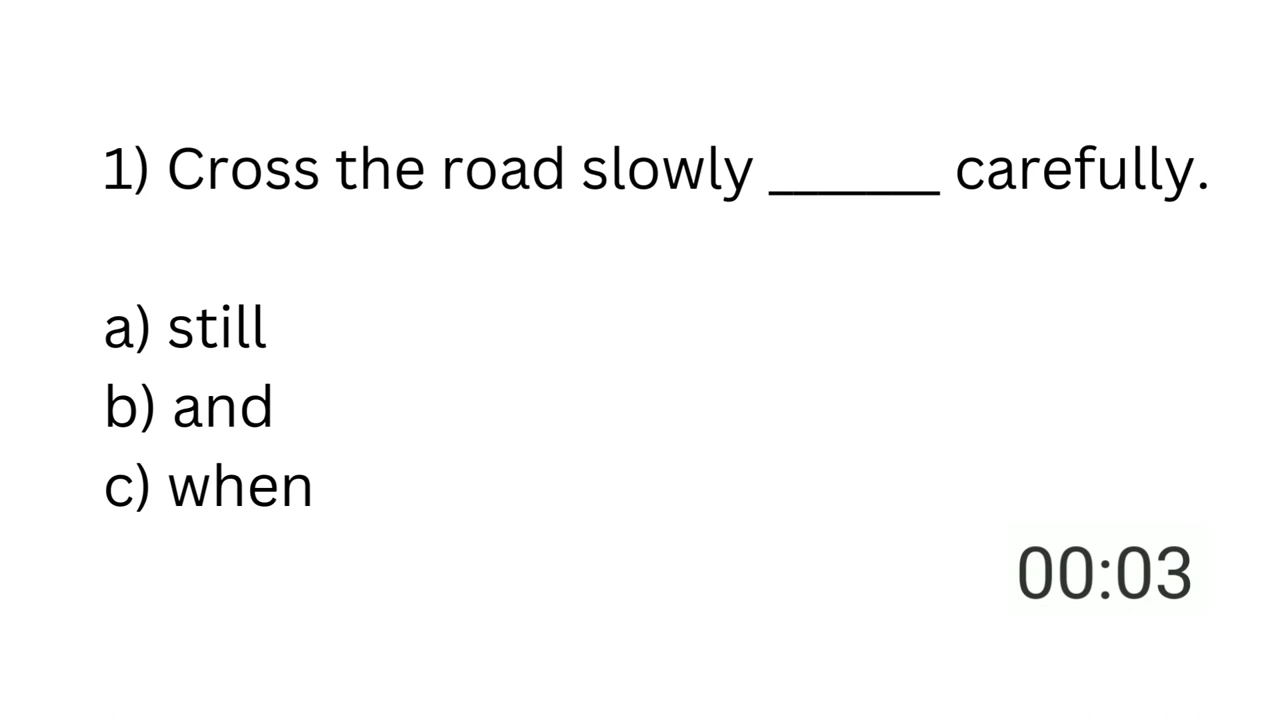 1) Cross the road slowly ______ carefully.
a) still
b) and
c) when
00:03